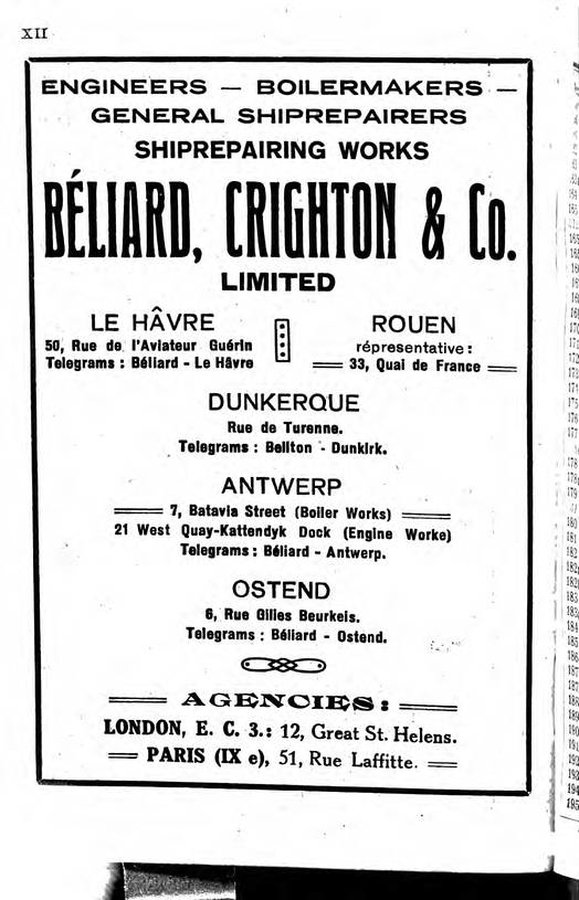 XII
ENGINEERS — BOILERMAKERS —
GENERAL SHIPREPAIRERS
SHIPREPAIRING WORKS
BÉLIARD, CRIGHTON & Co.
LIMITED
LE HÂVRE
50, Rue de l'Aviateur Guérin
Telegrams : Béliard - Le Hâvre
ROUEN
répresentative :
33, Quai de France
DUNKERQUE
Rue de Turenne.
Telegrams : Bellton - Dunkirk.
ANTWERP
7, Batavia Street (Boiler Works)
21 West Quay-Kattendyk Dock (Engine Worke)
Telegrams : Béliard - Antwerp.
OSTEND
6, Rue Gilles Beurkels.
Telegrams : Béliard - Ostend.
AGENCIES :
LONDON, E. C. 3.: 12, Great St. Helens.
PARIS (IX e), 51, Rue Laffitte.